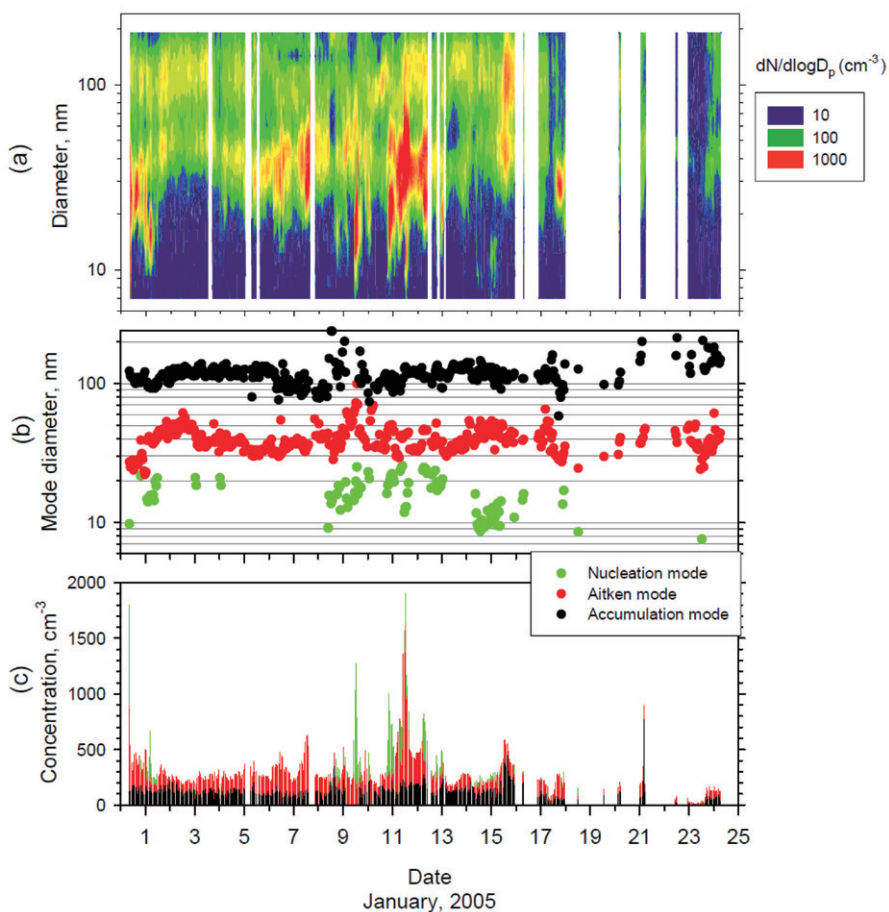 (a)
Diameter, nm
100
10
dN/dlogDp (cm-3)
10
100
1000
(b)
Mode diameter, nm
100
10
Nucleation mode
Aitken mode
Accumulation mode
(c)
Concentration, cm-3
2000
1500
1000
500
0
1 3 5 7 9 11 13 15 17 19 21 23 25
Date
January, 2005